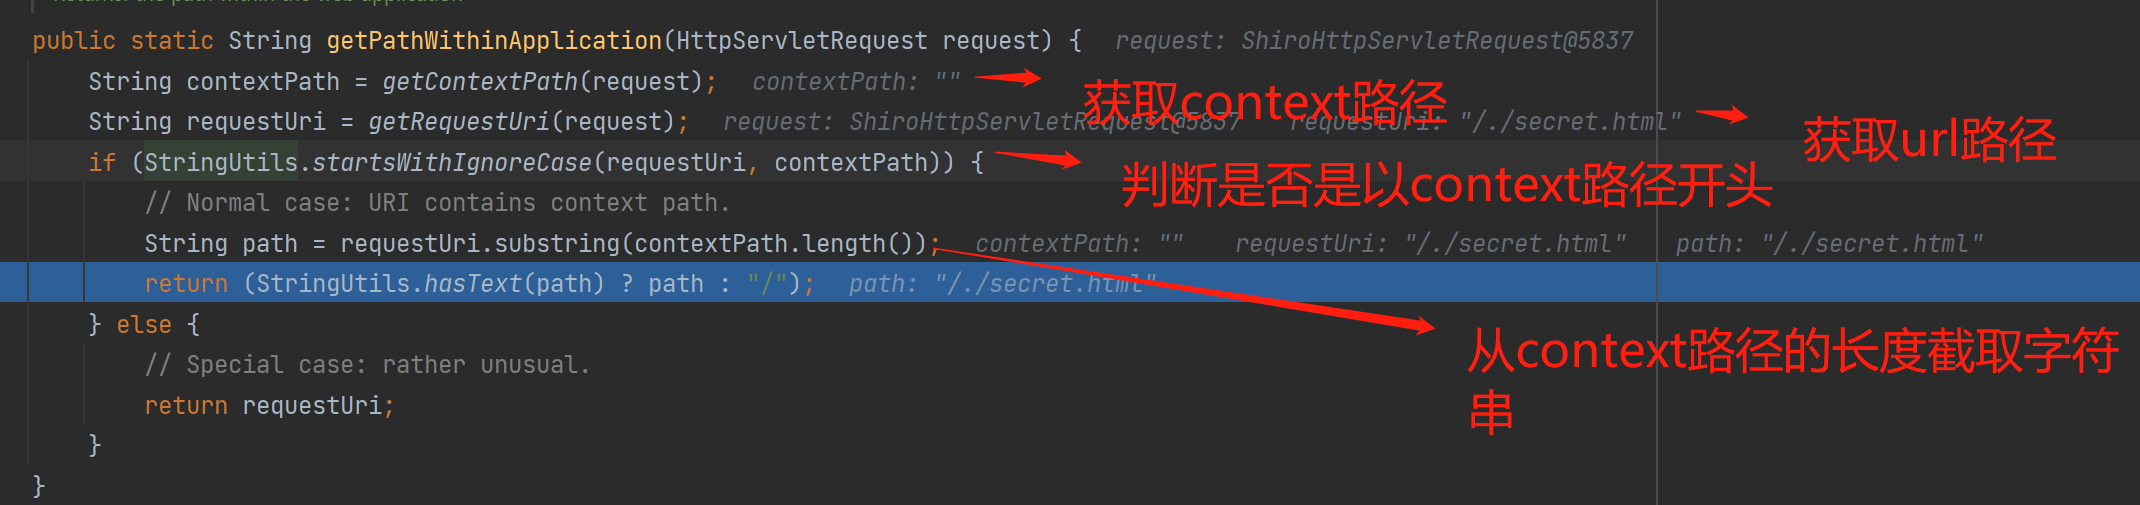 public static String getPathWithinApplication(HttpServletRequest request) {  request: ShiroHttpServletRequest@5837
String contextPath = getContextPath(request);  contextPath: ""
获取context路径
String requestUri = getRequestUri(request);  request: ShiroHttpServletRequest@5837  requestUri: "/./secret.html"
获取url路径
if (StringUtils.startsWithIgnoreCase(requestUri, contextPath)) {
判断是否是以context路径开头
// Normal case: URI contains context path.
String path = requestUri.substring(contextPath.length());  contextPath: ""  requestUri: "/./secret.html"  path: "/./secret.html"
return (StringUtils.hasText(path) ? path : "/");  path: "/./secret.html"
} else {
从context路径的长度截取字符
串
// Special case: rather unusual.
return requestUri;
}
}